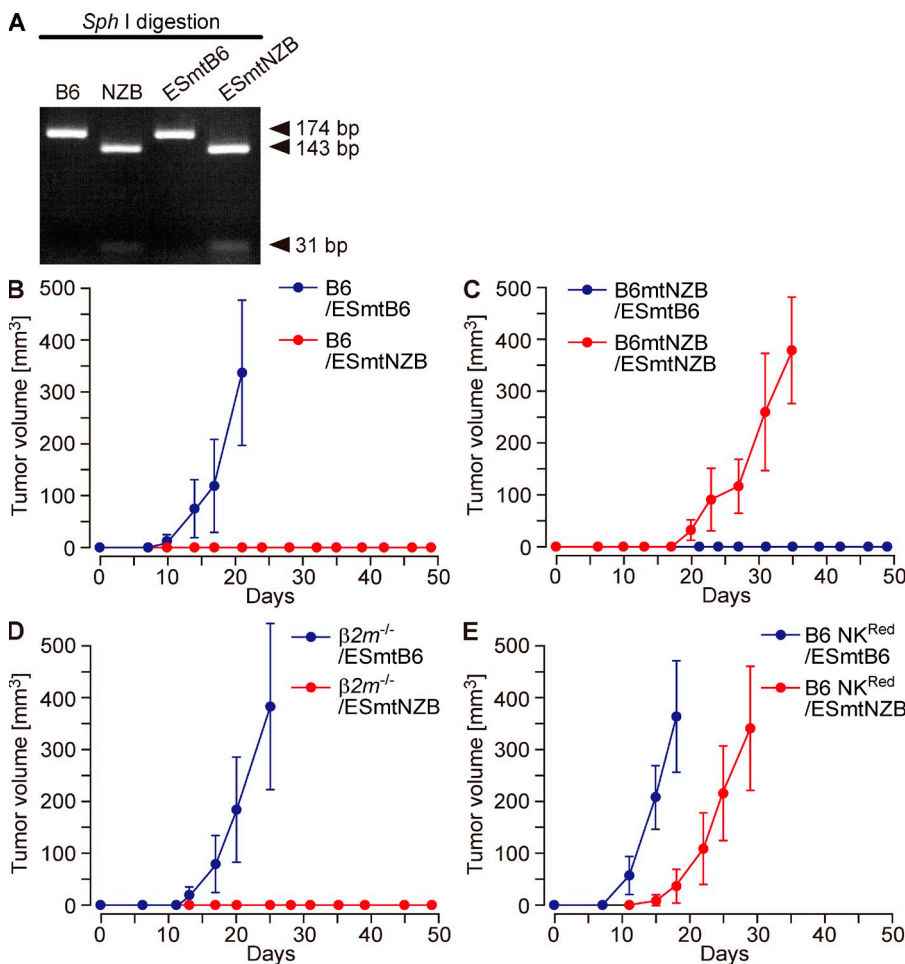 A
Sph I digestion
B6 NZB ESmtB6 ESmtNZB
174 bp
143 bp
31 bp
B
B6
/ESmtB6
B6
/ESmtNZB
Tumor volume [mm³]
500
400
300
200
100
0
0 10 20 30 40 50
Days
C
B6mtNZB
/ESmtB6
B6mtNZB
/ESmtNZB
Tumor volume [mm³]
500
400
300
200
100
0
0 10 20 30 40 50
Days
D
β2m⁻/⁻
/ESmtB6
β2m⁻/⁻
/ESmtNZB
Tumor volume [mm³]
500
400
300
200
100
0
0 10 20 30 40 50
Days
E
B6 NKᴿᵉᵈ
/ESmtB6
B6 NKᴿᵉᵈ
/ESmtNZB
Tumor volume [mm³]
500
400
300
200
100
0
0 10 20 30 40 50
Days